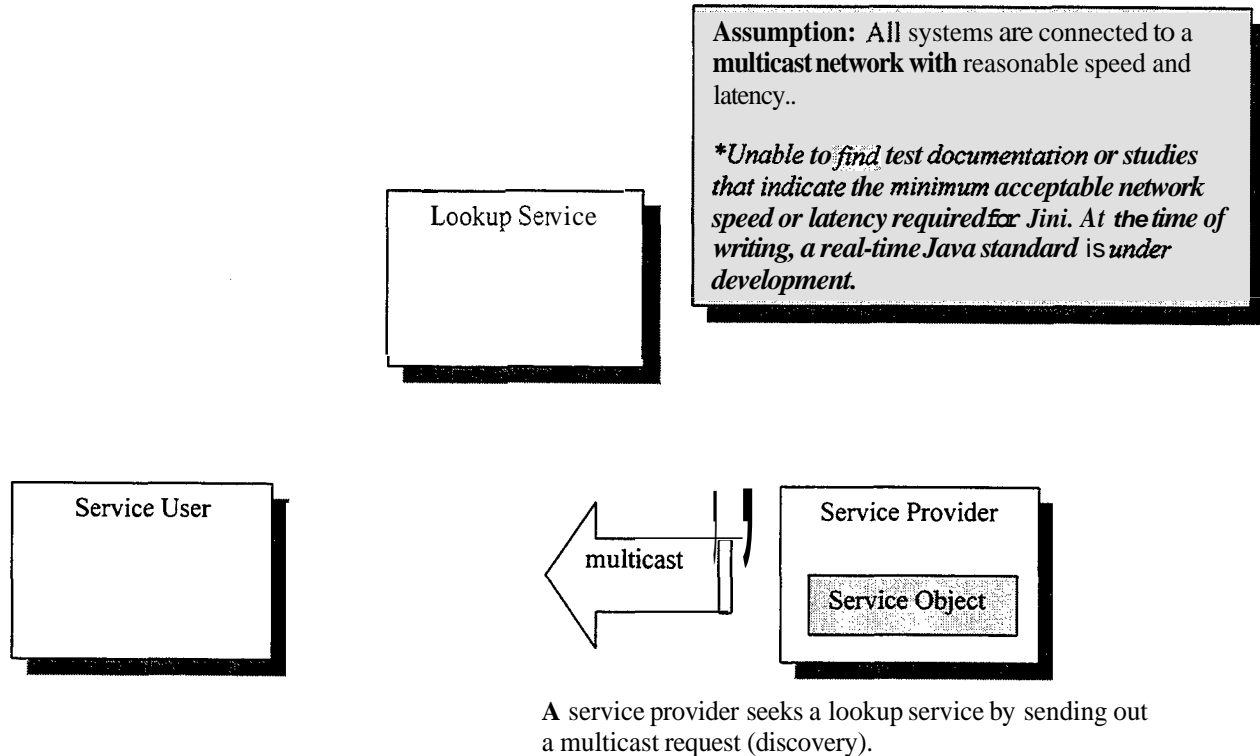 Assumption: All systems are connected to a
multicast network with reasonable speed and
latency..
*Unable to find test documentation or studies
that indicate the minimum acceptable network
speed or latency required for Jini. At the time of
writing, a real-time Java standard is under
development.
Lookup Service
Service User
multicast
Service Provider
Service Object
A service provider seeks a lookup service by sending out
a multicast request (discovery).